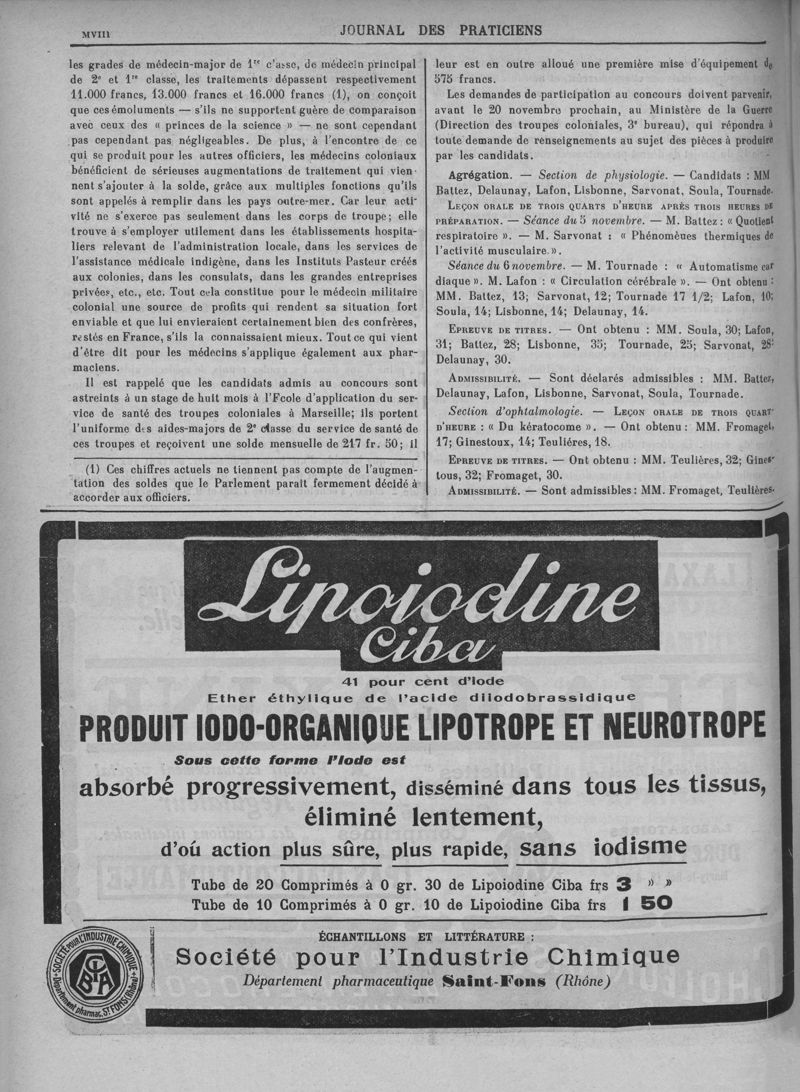 MVIII
JOURNAL DES PRATICIENS
les grades de médecin-major de 1re c'asse, de médecin principal
de 2e et 1re classe, les traitements dépassent respectivement
11.000 francs, 13.000 francs et 16.000 francs (1), on conçoit
que ces émoluments — s'ils ne supportent guère de comparaison
avec ceux des « princes de la science » — ne sont cependant
pas cependant pas négligeables. De plus, à l'encontre de ce
qui se produit pour les autres officiers, les médecins coloniaux
bénéficient de sérieuses augmentations de traitement qui vien-
nent s'ajouter à la solde, grâce aux multiples fonctions qu'ils
sont appelés à remplir dans les pays outre-mer. Car leur acti-
vité ne s'exerce pas seulement dans les corps de troupe; elle
trouve à s'employer utilement dans les établissements hospita-
liers relevant de l'administration locale, dans les services de
l'assistance médicale indigène, dans les Instituts Pasteur créés
aux colonies, dans les consulats, dans les grandes entreprises
privées, etc., etc. Tout cela constitue pour le médecin militaire
colonial une source de profits qui rendent sa situation fort
enviable et que lui envieraient certainement bien des confrères,
restés en France, s'ils la connaissaient mieux. Tout ce qui vient
d'être dit pour les médecins s'applique également aux phar-
maciens.
Il est rappelé que les candidats admis au concours sont
astreints à un stage de huit mois à l'Ecole d'application du ser-
vice de santé des troupes coloniales à Marseille; ils portent
l'uniforme des aides-majors de 2e classe du service de santé de
ces troupes et reçoivent une solde mensuelle de 217 fr. 50; il
(1) Ces chiffres actuels ne tiennent pas compte de l'augmen-
tation des soldes que le Parlement parait fermement décidé à
accorder aux officiers.
leur est en outre alloué une première mise d'équipement de
575 francs.
Les demandes de participation au concours doivent parvenir,
avant le 20 novembre prochain, au Ministère de la Guerre
(Direction des troupes coloniales, 3e bureau), qui répondra à
toute demande de renseignements au sujet des pièces à produire
par les candidats.
Agrégation. — Section de physiologie. — Candidats : MM
Battez, Delaunay, Lafon, Lisbonne, Sarvonat, Soula, Tournade.
LEÇON ORALE DE TROIS QUARTS D'HEURE APRÈS TROIS HEURES DE
PRÉPARATION. — Séance du 5 novembre. — M. Battez : « Quotient
respiratoire ». — M. Sarvonat : « Phénomènes thermiques de
l'activité musculaire.».
Séance du 6 novembre. — M. Tournade : « Automatisme car
diaque ». M. Lafon : « Circulation cérébrale ». — Ont obtenu :
MM. Battez, 13; Sarvonat, 12; Tournade 17 1/2; Lafon, 10;
Soula, 14; Lisbonne, 14; Delaunay, 14.
EPREUVE DE TITRES. — Ont obtenu : MM. Soula, 30; Lafon,
31; Battez, 28; Lisbonne, 35; Tournade, 25; Sarvonat, 28;
Delaunay, 30.
ADMISSIBILITÉ. — Sont déclarés admissibles : MM. Battez,
Delaunay, Lafon, Lisbonne, Sarvonat, Soula, Tournade.
Section d'ophtalmologie. — LEÇON ORALE DE TROIS QUART
D'HEURE : « Du kératocome ». — Ont obtenu : MM. Fromaget,
17; Ginestoux, 14; Teulières, 18.
EPREUVE DE TITRES. — Ont obtenu : MM. Teulières, 32; Gines-
tous, 32; Fromaget, 30.
ADMISSIBILITÉ. — Sont admissibles : MM. Fromaget, Teulières.
Lipoiodine
Ciba
41 pour cent d'iode
Ether éthylique de l'acide diiodobrassidique
PRODUIT IODO-ORGANIQUE LIPOTROPE ET NEUROTROPE
Sous cette forme l'Iode est
absorbé progressivement, disséminé dans tous les tissus,
éliminé lentement,
d'où action plus sûre, plus rapide, sans iodisme
Tube de 20 Comprimés à 0 gr. 30 de Lipoiodine Ciba frs 3 » »
Tube de 10 Comprimés à 0 gr. 10 de Lipoiodine Ciba frs 1 50
ÉCHANTILLONS ET LITTÉRATURE :
Société pour l'Industrie Chimique
Département pharmaceutique Saint-Fons (Rhône)
SOCIÉTÉ POUR L'INDUSTRIE CHIMIQUE
CIBA
Département pharmac. ST FONS (Rhône)